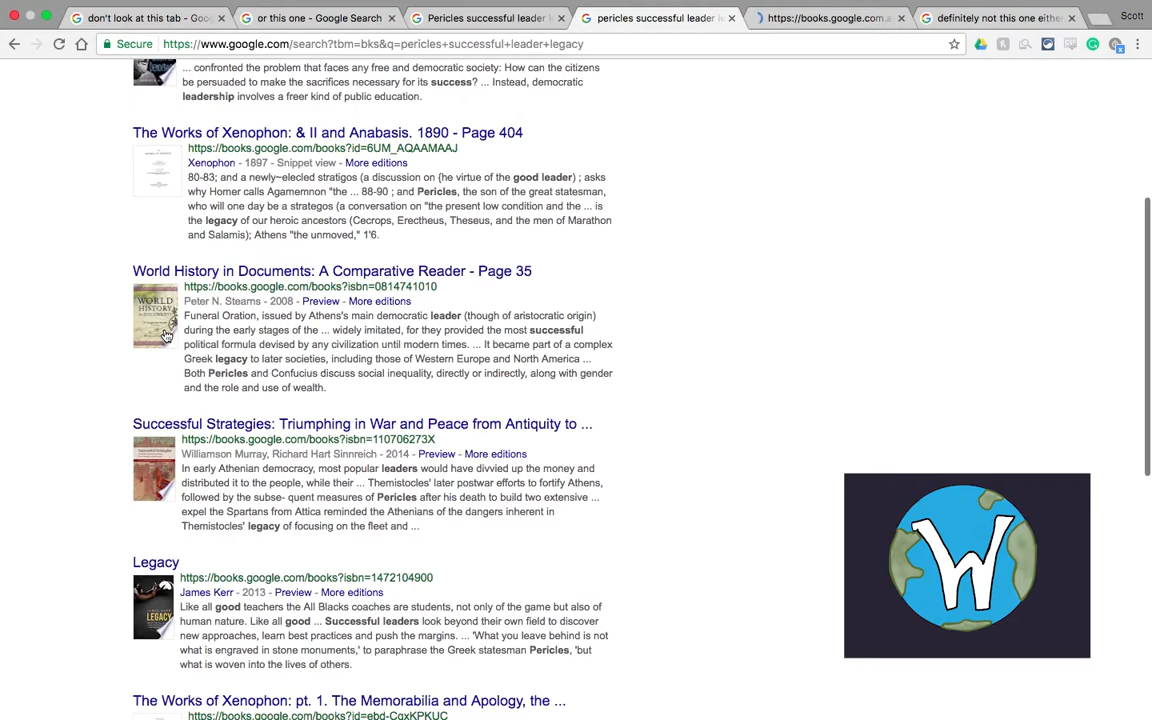 don't look at this tab - Goo
or this one - Google Search
Pericles successful leader l
pericles successful leader le
https://books.google.com.a
definitely not this one eithe
Scott
Secure
https://www.google.com/search?tbm=bks&q=pericles+successful+leader+legacy
... confronted the problem that faces any free and democratic society: How can the citizens
be persuaded to make the sacrifices necessary for its success? ... Instead, democratic
leadership involves a freer kind of public education.
The Works of Xenophon: & II and Anabasis. 1890 - Page 404
https://books.google.com/books?id=6UM_AQAAMAAJ
Xenophon - 1897 - Snippet view - More editions
80-83; and a newly~elecled stratigos (a discussion on {he virtue of the good leader) ; asks
why Homer calls Agamemnon "the ... 88-90 ; and Pericles, the son of the great statesman,
who will one day be a strategos (a conversation on "the present low condition and the ... is
the legacy of our heroic ancestors (Cecrops, Erectheus, Theseus, and the men of Marathon
and Salamis); Athens "the unmoved," 1'6.
World History in Documents: A Comparative Reader - Page 35
https://books.google.com/books?isbn=0814741010
Peter N. Stearns - 2008 - Preview - More editions
WORLD
HISTORY
Funeral Oration, issued by Athens's main democratic leader (though of aristocratic origin)
during the early stages of the ... widely imitated, for they provided the most successful
political formula devised by any civilization until modern times. ... It became part of a complex
Greek legacy to later societies, including those of Western Europe and North America ...
Both Pericles and Confucius discuss social inequality, directly or indirectly, along with gender
and the role and use of wealth.
Successful Strategies: Triumphing in War and Peace from Antiquity to ...
https://books.google.com/books?isbn=110706273X
Williamson Murray, Richard Hart Sinnreich - 2014 - Preview - More editions
In early Athenian democracy, most popular leaders would have divvied up the money and
distributed it to the people, while their ... Themistocles' later postwar efforts to fortify Athens,
followed by the subse- quent measures of Pericles after his death to build two extensive ...
expel the Spartans from Attica reminded the Athenians of the dangers inherent in
Themistocles' legacy of focusing on the fleet and ...
W
Legacy
https://books.google.com/books?isbn=1472104900
James Kerr - 2013 - Preview - More editions
LEGACY
Like all good teachers the All Blacks coaches are students, not only of the game but also of
human nature. Like all good ... Successful leaders look beyond their own field to discover
new approaches, learn best practices and push the margins. ... 'What you leave behind is not
what is engraved in stone monuments,' to paraphrase the Greek statesman Pericles, 'but
what is woven into the lives of others.
The Works of Xenophon: pt. 1. The Memorabilia and Apology, the ...
https://books.google.com/books?id=ebd-CgxKPKUC